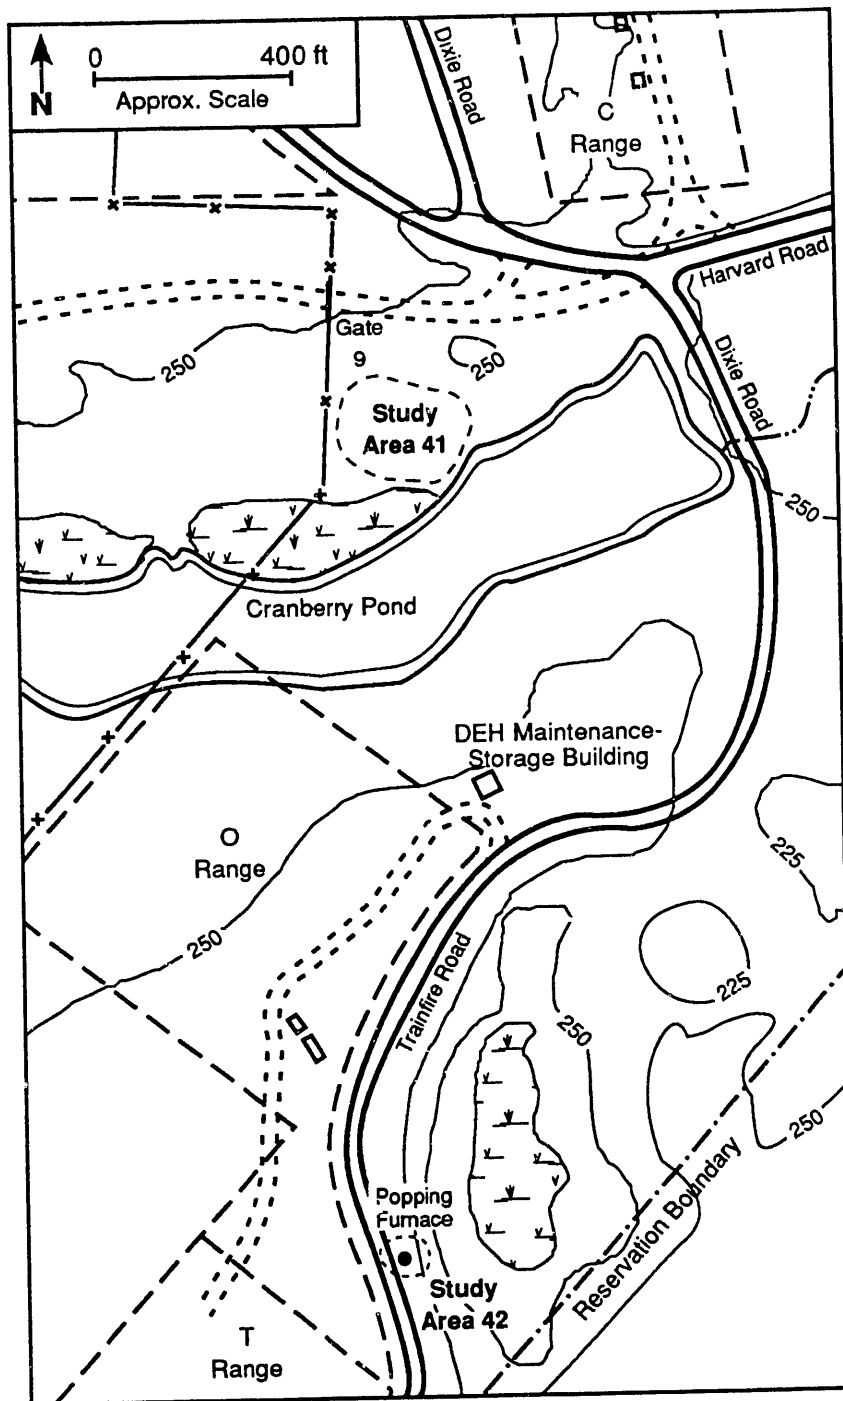 0
400 ft
N
Approx. Scale
Dixie Road
C
Range
Harvard Road
Gate
9
250
250
Dixie Road
Study
Area 41
250
Cranberry Pond
DEH Maintenance-
Storage Building
O
Range
225
250
Trainfire Road
225
250
250
Reservation Boundary
Popping
Furnace
Study
Area 42
T
Range